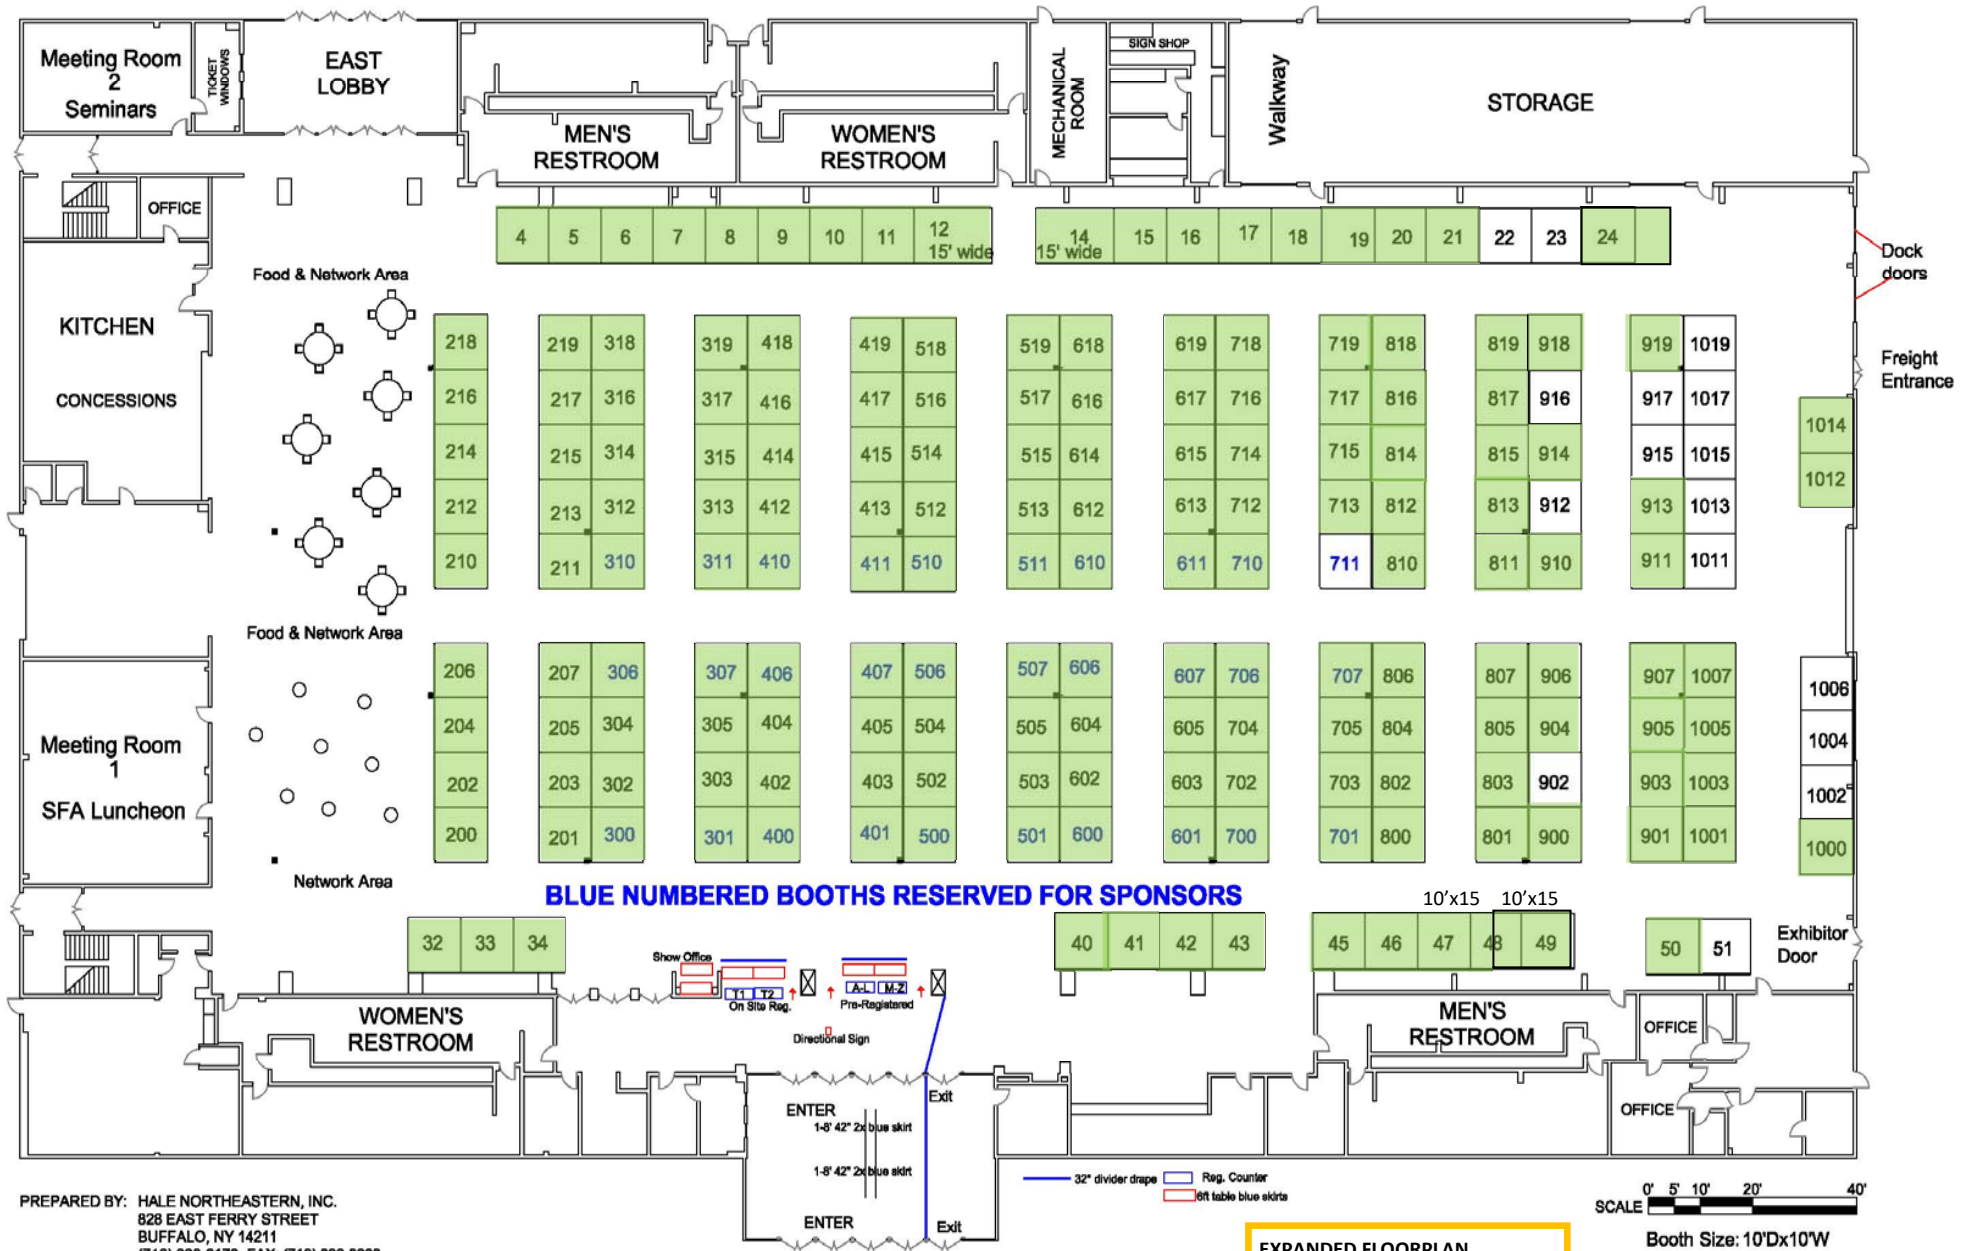 Meeting Room
2
Seminars
TICKET
WINDOWS
EAST
LOBBY
MEN'S
RESTROOM
WOMEN'S
RESTROOM
MECHANICAL
ROOM
SIGN SHOP
Walkway
STORAGE
OFFICE
4 5 6 7 8 9 10 11 12
15' wide
14 15 16 17 18 19 20 21 22 23 24
15' wide
Dock
doors
Food & Network Area
KITCHEN
CONCESSIONS
218 219 318 319 418 419 518 519 618 619 718 719 818 819 918 919 1019
Freight
Entrance
216 217 316 317 416 417 516 517 616 617 716 717 816 817 916 917 1017
1014
214 215 314 315 414 415 514 515 614 615 714 715 814 815 914 915 1015
1012
212 213 312 313 412 413 512 513 612 613 712 713 812 813 912 913 1013
210 211 310 311 410 411 510 511 610 611 710 711 810 811 910 911 1011
Food & Network Area
206 207 306 307 406 407 506 507 606 607 706 707 806 807 906 907 1007 1006
204 205 304 305 404 405 504 505 604 605 704 705 804 805 904 905 1005 1004
202 203 302 303 402 403 502 503 602 603 702 703 802 803 902 903 1003 1002
200 201 300 301 400 401 500 501 600 601 700 701 800 801 900 901 1001 1000
Meeting Room
1
SFA Luncheon
Network Area
BLUE NUMBERED BOOTHS RESERVED FOR SPONSORS
10'x15 10'x15
32 33 34
40 41 42 43
45 46 47 48 49
50 51
Exhibitor
Door
Show Office
T1 T2
On Site Reg.
A-L M-Z
Pre-Registered
Directional Sign
WOMEN'S
RESTROOM
MEN'S
RESTROOM
OFFICE
OFFICE
ENTER
Exit
1-8' 42" 2x blue skirt
1-8' 42" 2x blue skirt
ENTER
Exit
32" divider drape
Reg. Counter
6ft table blue skirts
PREPARED BY: HALE NORTHEASTERN, INC.
828 EAST FERRY STREET
BUFFALO, NY 14211
SCALE 0' 5' 10' 20' 40'
Booth Size: 10'Dx10'W
EXPANDED FLOORPLAN